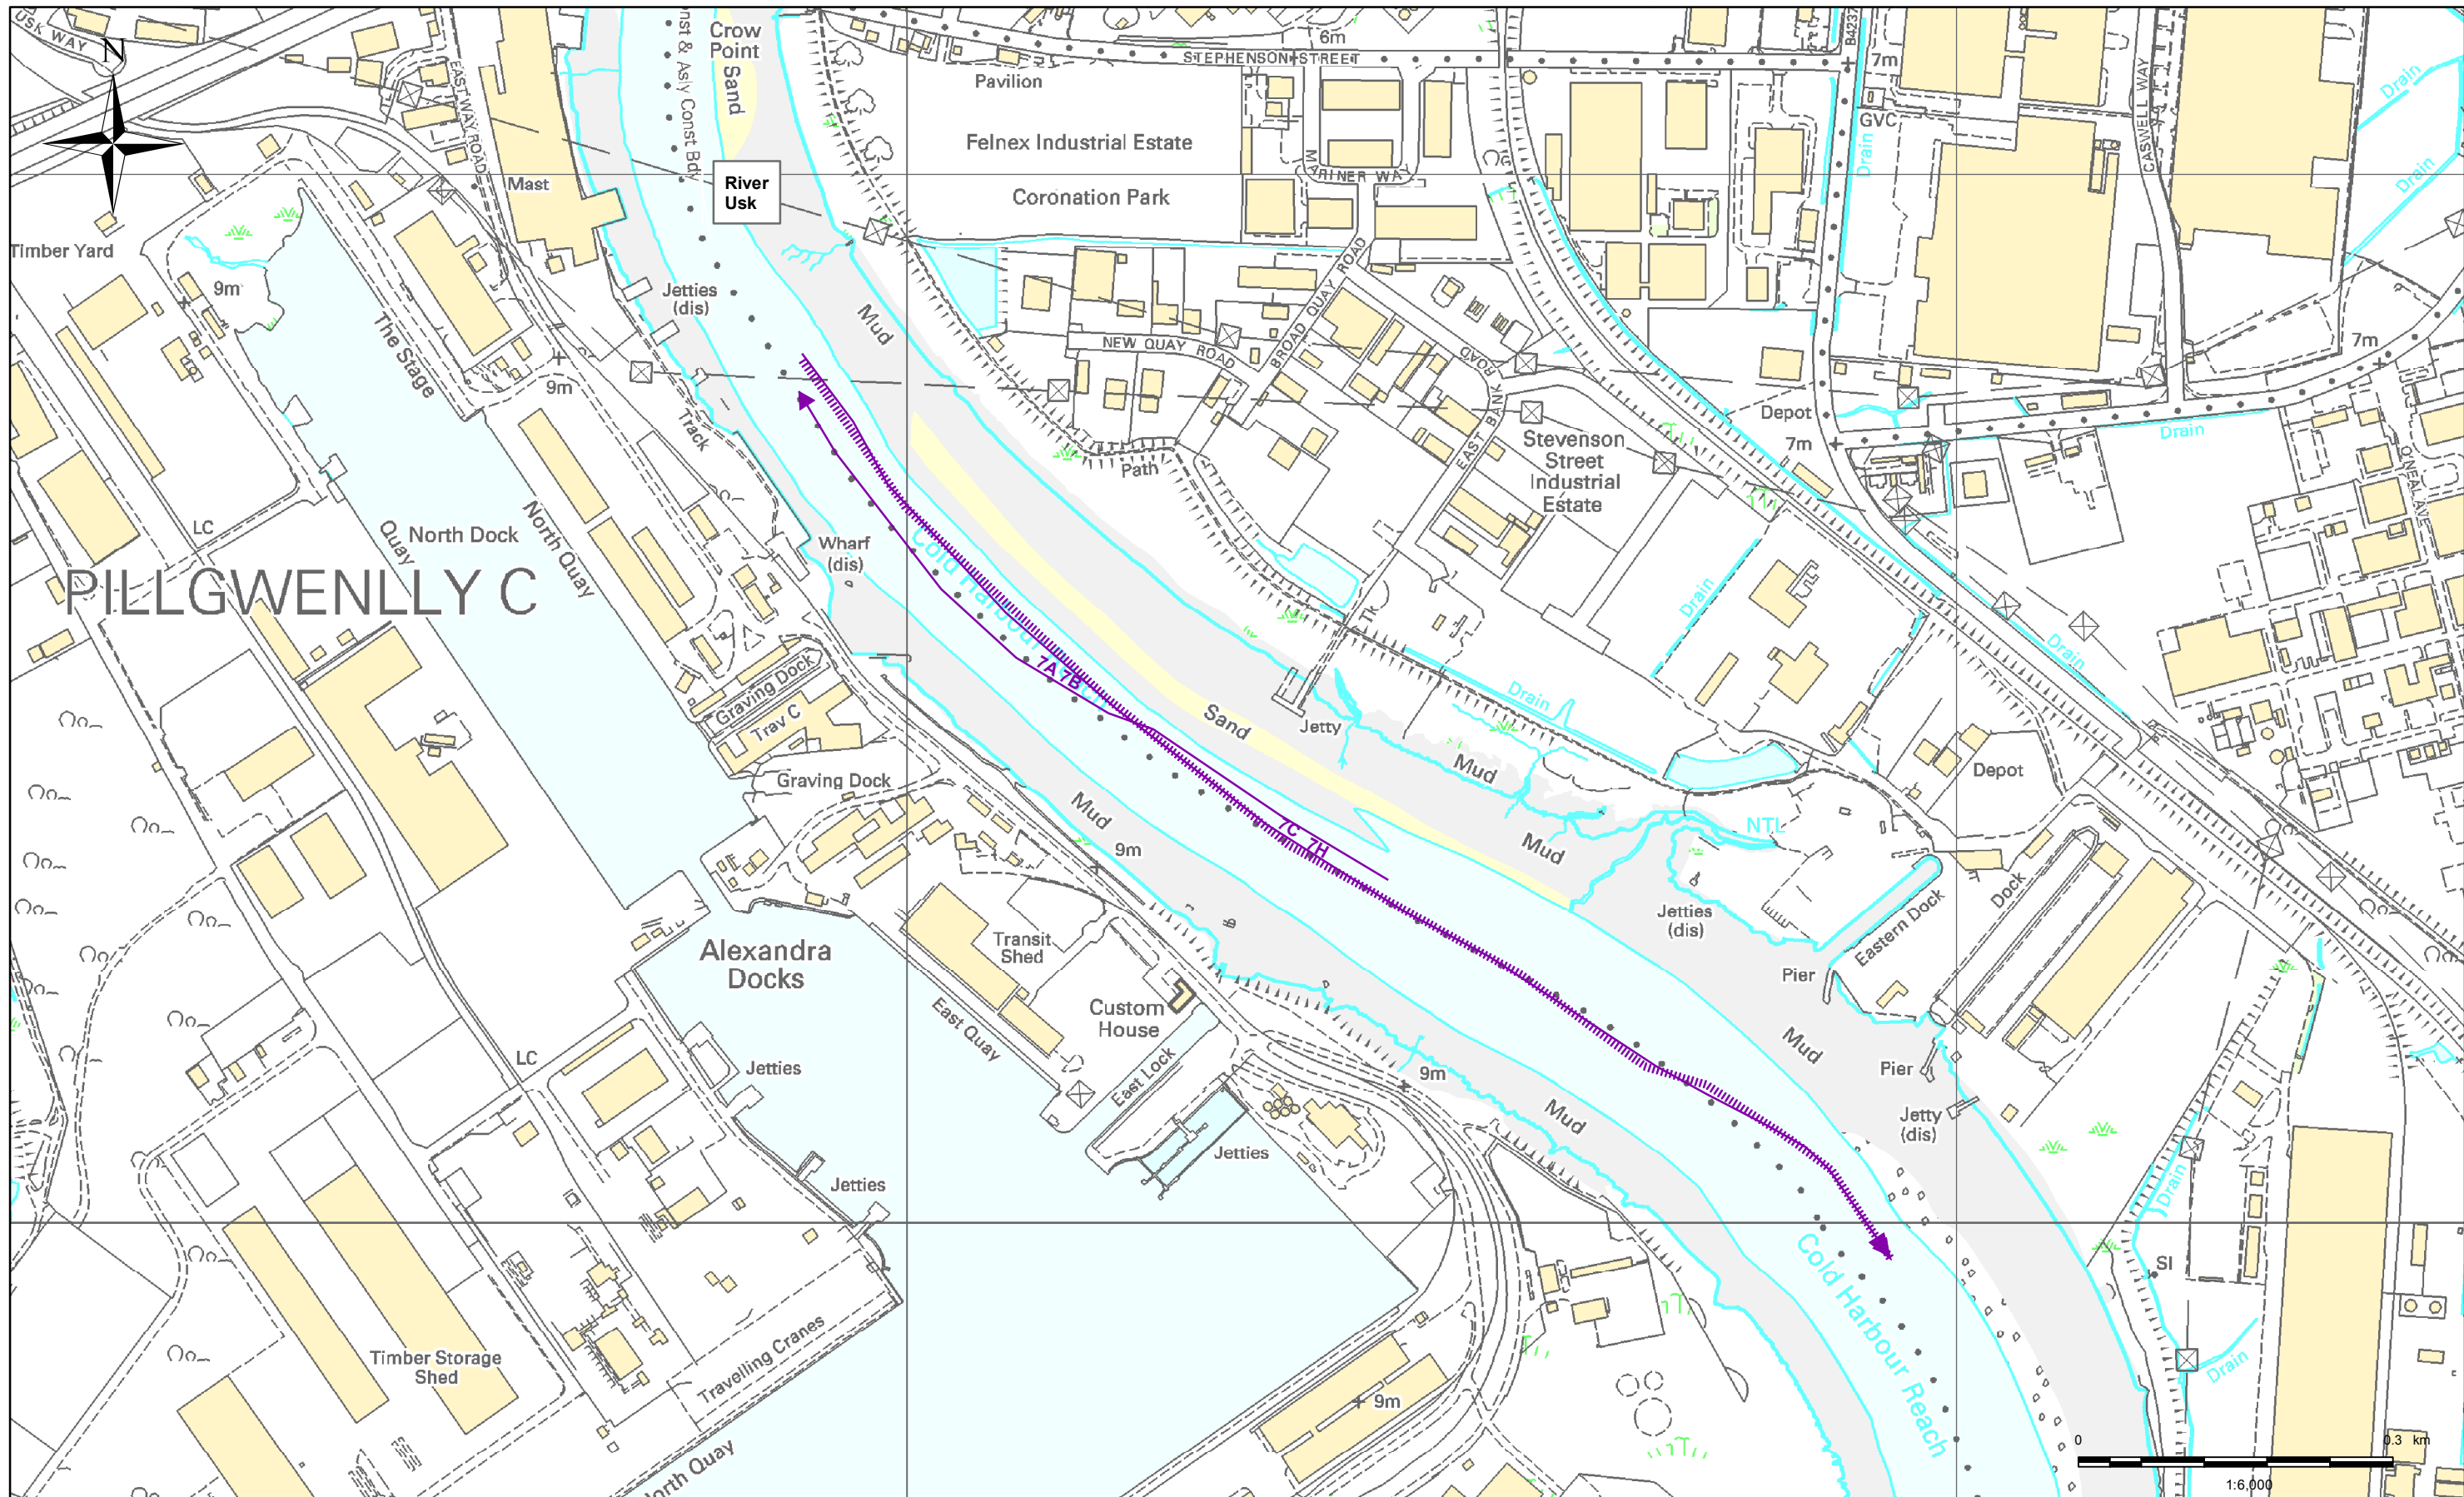 USK WAY
N
EAST WAY ROAD
Mast
Timber Yard
9m
The Stage
9m
Track
Const & Asly Const Bdy
Crow
Point
Sand
River
Usk
Jetties
(dis)
Mud
Pavilion
STEPHENSON STREET
6m
Felnex Industrial Estate
Coronation Park
MARINER WAY
B4237
7m
GVC
Drain
CASWELL WAY
Drain
Drain
NEW QUAY ROAD
BROAD QUAY ROAD
EAST BANK ROAD
Path
Stevenson
Street
Industrial
Estate
Depot
7m
7m
Drain
O'NEAL AVE
LC
Quay
North Dock
North Quay
PILLGWENLLY C
Wharf
(dis)
Cold Harbour Reach
7A 7B
Graving Dock
Trav C
Graving Dock
Sand
Jetty
Tk
Drain
Drain
Drain
Mud
Mud
NTL
Depot
7C 7H
Mud
9m
Jetties
(dis)
Pier
Eastern Dock
Dock
Alexandra
Docks
Transit
Shed
Custom
House
East Quay
East Lock
LC
Jetties
Jetties
Jetties
9m
Mud
Mud
Pier
Jetty
(dis)
Drain
SI
Drain
Cold Harbour Reach
Timber Storage
Shed
Travelling Cranes
North Quay
9m
0
0.3 km
1:6,000